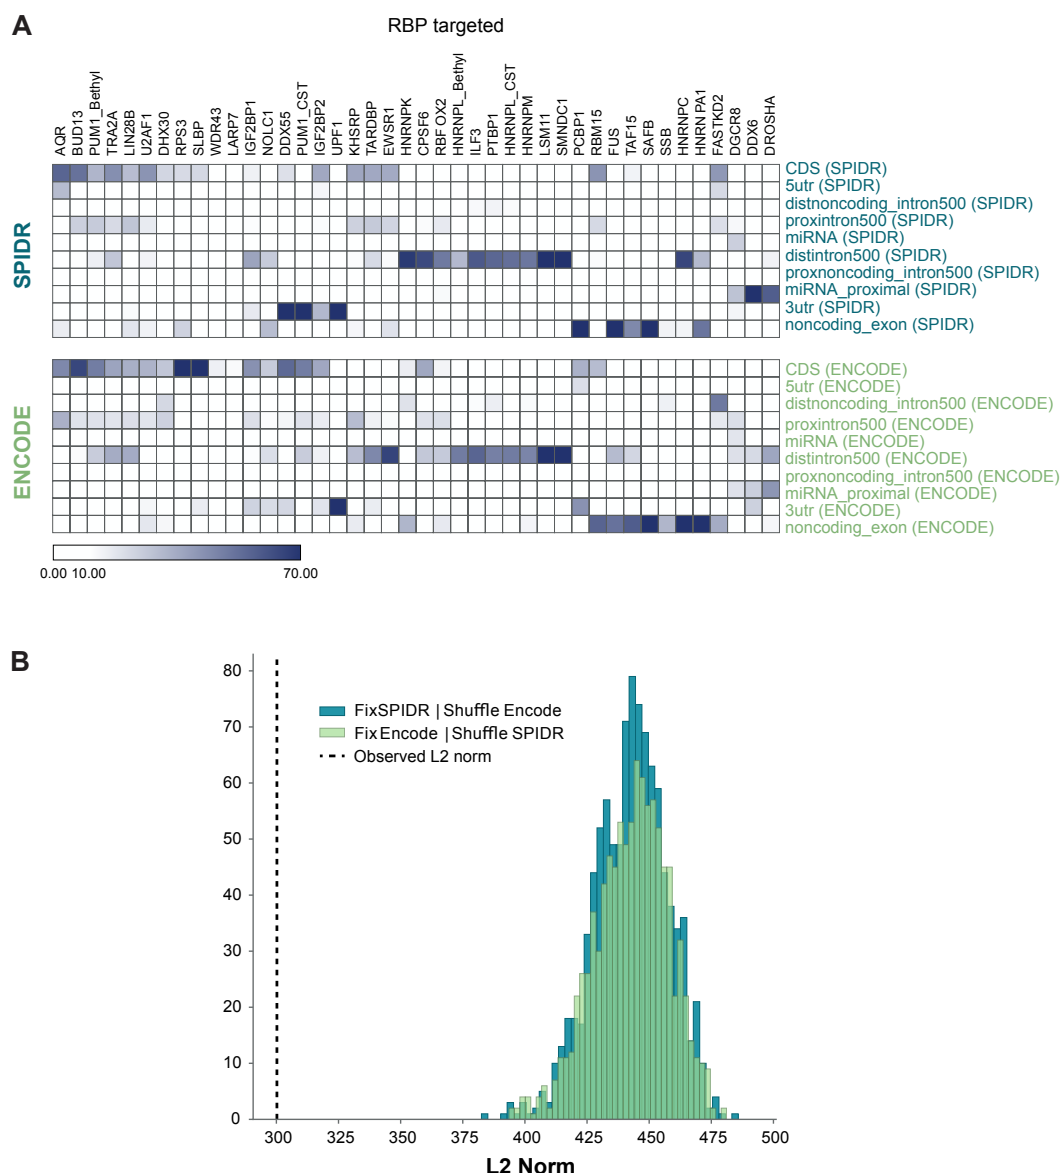 A
RBP targeted
AQR
BUD13
PUM1_Bethyl
TRA2A
LIN28B
U2AF1
DHX30
RPS3
SLBP
WDR43
LARP7
IGF2BP1
NOLC1
DDX55
PUM1_CST
IGF2BP2
UPF1
KHSRP
TARDBP
EWSR1
HNRNPK
CPSF6
RBFOX2
HNRNPL_Bethyl
ILF3
PTBP1
HNRNPL_CST
HNRNPM
LSM11
SMNDC1
PCBP1
RBM15
FUS
TAF15
SAFB
SSB
HNRNPC
HNRNPA1
FASTKD2
DGCR8
DDX6
DROSHA
SPIDR
CDS (SPIDR)
5utr (SPIDR)
distnoncoding_intron500 (SPIDR)
proxintron500 (SPIDR)
miRNA (SPIDR)
distintron500 (SPIDR)
proxnoncoding_intron500 (SPIDR)
miRNA_proximal (SPIDR)
3utr (SPIDR)
noncoding_exon (SPIDR)
ENCODE
CDS (ENCODE)
5utr (ENCODE)
distnoncoding_intron500 (ENCODE)
proxintron500 (ENCODE)
miRNA (ENCODE)
distintron500 (ENCODE)
proxnoncoding_intron500 (ENCODE)
miRNA_proximal (ENCODE)
3utr (ENCODE)
noncoding_exon (ENCODE)
0.00 10.00 70.00
B
80
70
60
50
40
30
20
10
0
FixSPIDR | Shuffle Encode
Fix Encode | Shuffle SPIDR
Observed L2 norm
300 325 350 375 400 425 450 475 500
L2 Norm